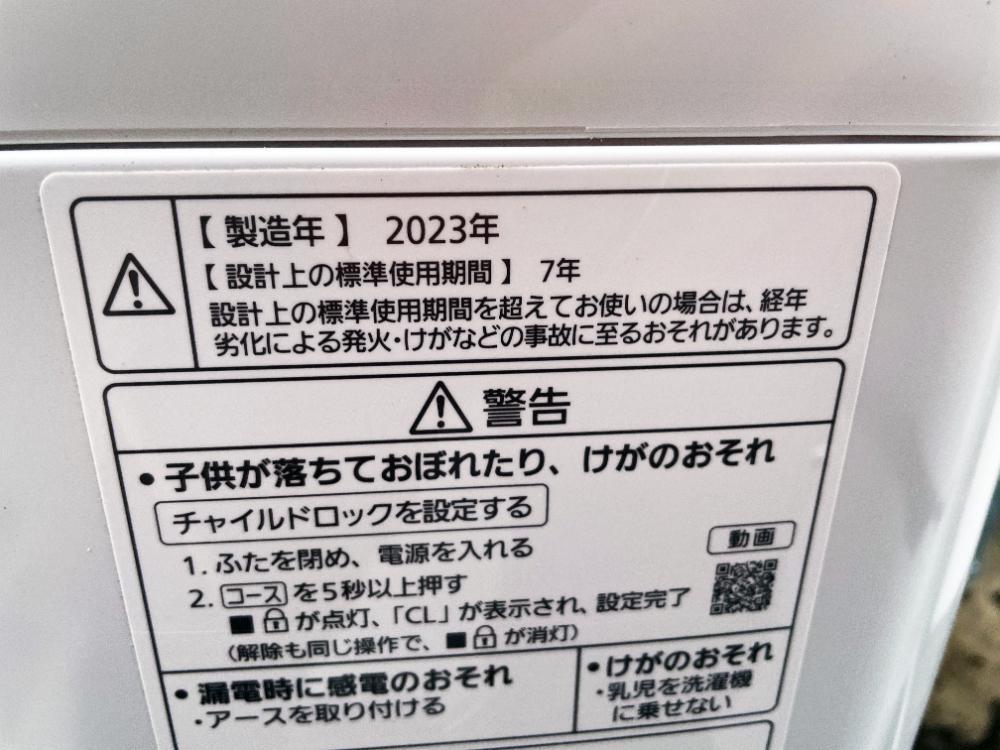 【 製造年 】 2023年
【 設計上の標準使用期間 】 7年
設計上の標準使用期間を超えてお使いの場合は、経年
劣化による発火・けがなどの事故に至るおそれがあります。
警告
• 子供が落ちておぼれたり、けがのおそれ
チャイルドロックを設定する
1. ふたを閉め、電源を入れる
動画
2. コース を5秒以上押す
■ が点灯、「CL」が表示され、設定完了
(解除も同じ操作で、■ が消灯)
• 漏電時に感電のおそれ
・アースを取り付ける
• けがのおそれ
・乳児を洗濯機
に乗せない